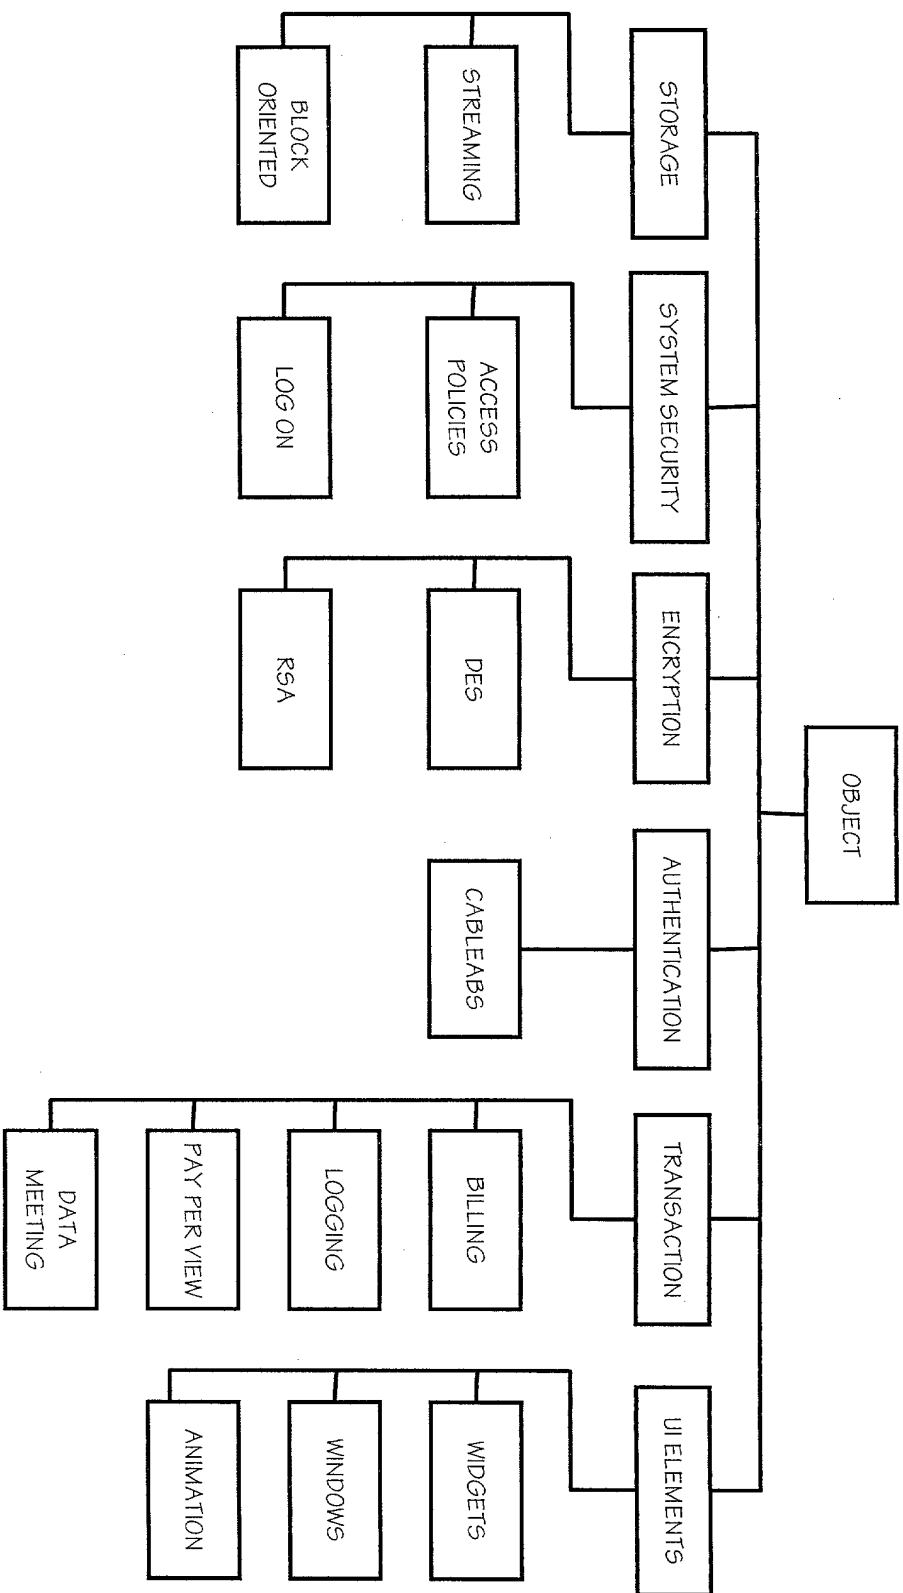 OBJECT
STORAGE
SYSTEM SECURITY
ENCRYPTION
AUTHENTICATION
TRANSACTION
UI ELEMENTS
STREAMING
ACCESS
POLICIES
DES
CABLEABS
BILLING
WIDGETS
BLOCK
ORIENTED
LOG ON
RSA
LOGGING
WINDOWS
PAY PER VIEW
ANIMATION
DATA
MEETING